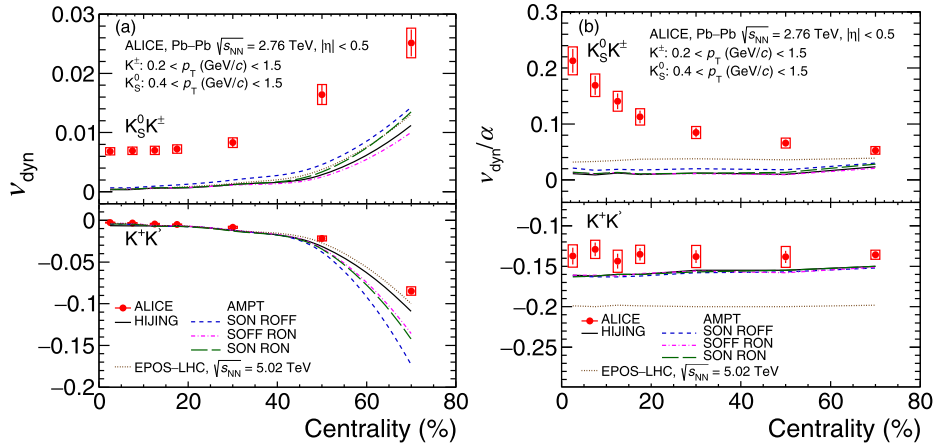 (a)
ALICE, Pb–Pb √sNN = 2.76 TeV, |η| < 0.5
K±: 0.2 < pT (GeV/c) < 1.5
K0S: 0.4 < pT (GeV/c) < 1.5
K0SK±
0.03
0.02
0.01
0
νdyn
K+K’
0
−0.05
−0.1
−0.15
−0.2
ALICE
HIJING
AMPT
SON ROFF
SOFF RON
SON RON
EPOS–LHC, √sNN = 5.02 TeV
0 20 40 60 80
Centrality (%)
(b)
ALICE, Pb–Pb √sNN = 2.76 TeV, |η| < 0.5
K0SK±
K±: 0.2 < pT (GeV/c) < 1.5
K0S: 0.4 < pT (GeV/c) < 1.5
0.3
0.2
0.1
0
νdyn/α
K+K’
−0.1
−0.15
−0.2
−0.25
ALICE
HIJING
AMPT
SON ROFF
SOFF RON
SON RON
EPOS–LHC, √sNN = 5.02 TeV
0 20 40 60 80
Centrality (%)